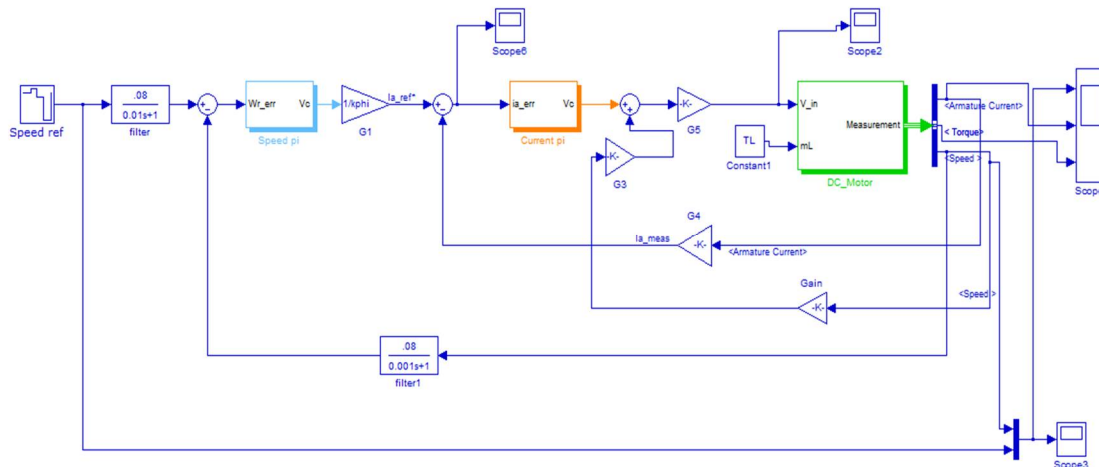 Scope6
Scope2
Speed ref
.08
0.01s+1
filter
Wr_err
Vc
Speed pi
1/kphi
G1
Ia_ref*
ia_err
Vc
Current pi
-K-
G3
-K-
G5
TL
Constant1
V_in
mL
Measurement
DC_Motor
<Armature Current>
< Torque>
<Speed >
Scope
Ia_meas
-K-
G4
<Armature Current>
Gain
-K-
<Speed >
.08
0.001s+1
filter1
Scope3